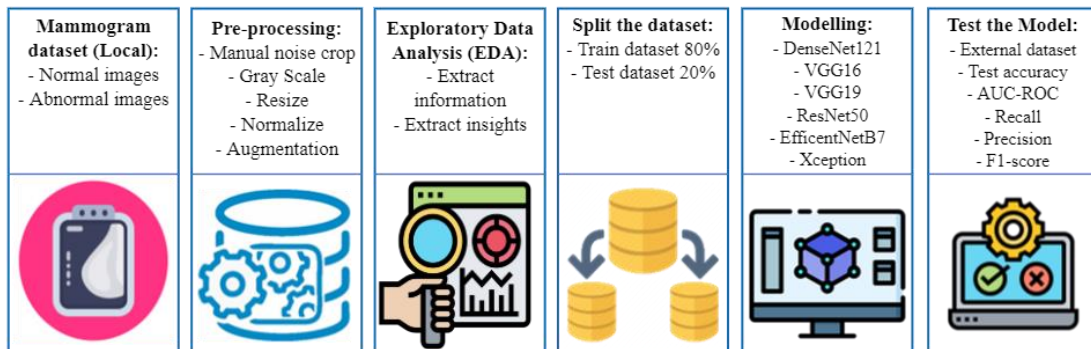 Mammogram
dataset (Local):
- Normal images
- Abnormal images
Pre-processing:
- Manual noise crop
- Gray Scale
- Resize
- Normalize
- Augmentation
Exploratory Data
Analysis (EDA):
- Extract
information
- Extract insights
Split the dataset:
- Train dataset 80%
- Test dataset 20%
Modelling:
- DenseNet121
- VGG16
- VGG19
- ResNet50
- EfficentNetB7
- Xception
Test the Model:
- External dataset
- Test accuracy
- AUC-ROC
- Recall
- Precision
- F1-score